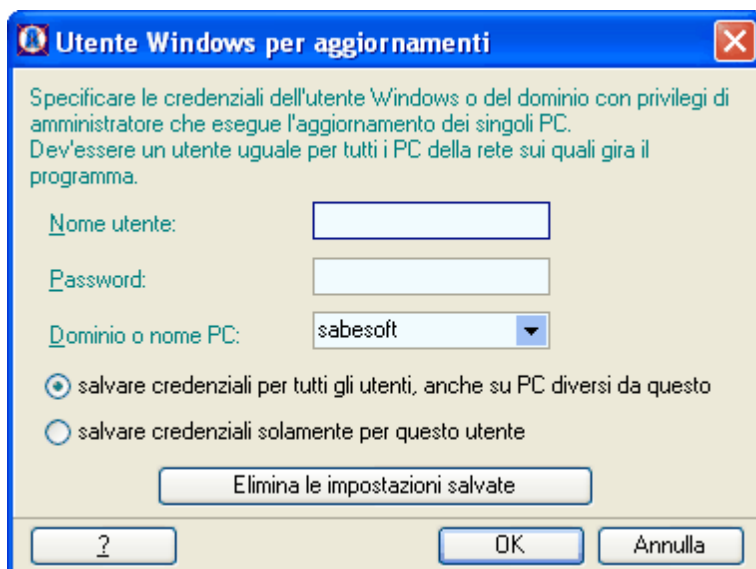 Utente Windows per aggiornamenti
Specificare le credenziali dell'utente Windows o del dominio con privilegi di
amministratore che esegue l'aggiornamento dei singoli PC.
Dev'essere un utente uguale per tutti i PC della rete sui quali gira il
programma.
Nome utente:
Password:
Dominio o nome PC: sabesoft
salvare credenziali per tutti gli utenti, anche su PC diversi da questo
salvare credenziali solamente per questo utente
Elimina le impostazioni salvate
? OK Annulla